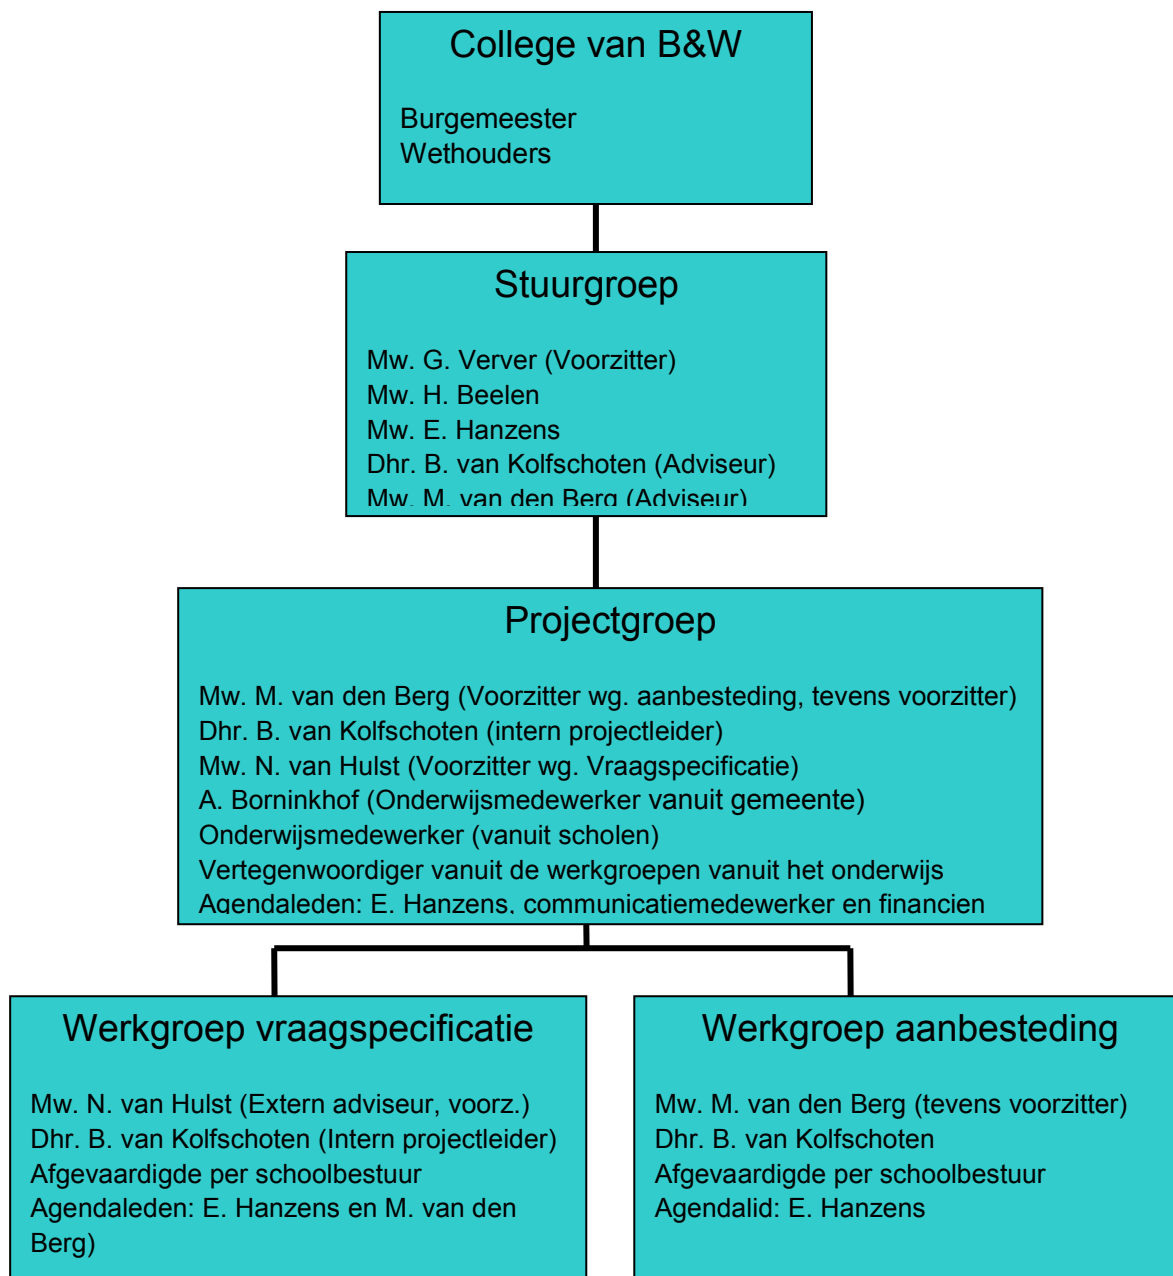 College van B&W
Burgemeester
Wethouders
Stuurgroep
Mw. G. Verver (Voorzitter)
Mw. H. Beelen
Mw. E. Hanzens
Dhr. B. van Kolfschoten (Adviseur)
Mw. M. van den Berg (Adviseur)
Projectgroep
Mw. M. van den Berg (Voorzitter wg. aanbesteding, tevens voorzitter)
Dhr. B. van Kolfschoten (intern projectleider)
Mw. N. van Hulst (Voorzitter wg. Vraagspecificatie)
A. Borninkhof (Onderwijsmedewerker vanuit gemeente)
Onderwijsmedewerker (vanuit scholen)
Vertegenwoordiger vanuit de werkgroepen vanuit het onderwijs
Agendaleden: E. Hanzens, communicatiemedewerker en financien
Werkgroep vraagspecificatie
Mw. N. van Hulst (Extern adviseur, voorz.)
Dhr. B. van Kolfschoten (Intern projectleider)
Afgevaardigde per schoolbestuur
Agendaleden: E. Hanzens en M. van den
Berg)
Werkgroep aanbesteding
Mw. M. van den Berg (tevens voorzitter)
Dhr. B. van Kolfschoten
Afgevaardigde per schoolbestuur
Agendalid: E. Hanzens